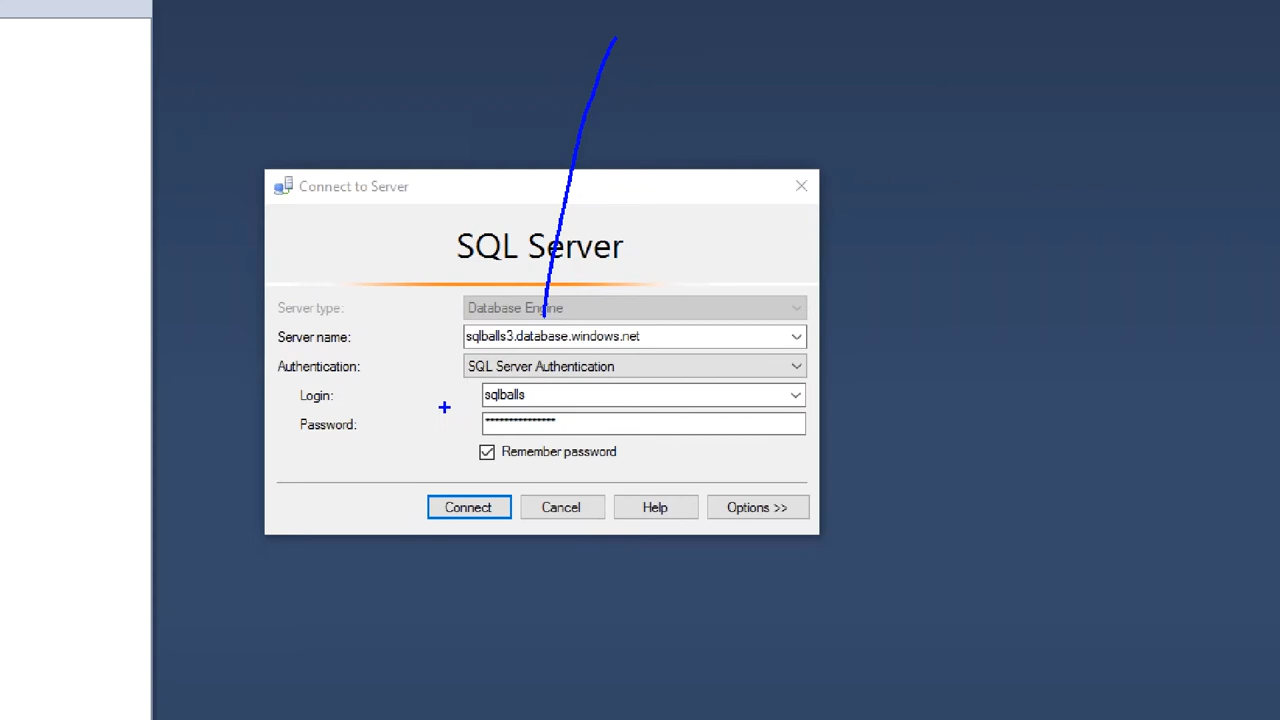 Connect to Server
SQL Server
Server type: Database Engine
Server name: sqlballs3.database.windows.net
Authentication: SQL Server Authentication
Login: sqlballs
Password: ***************
Remember password
Connect Cancel Help Options >>